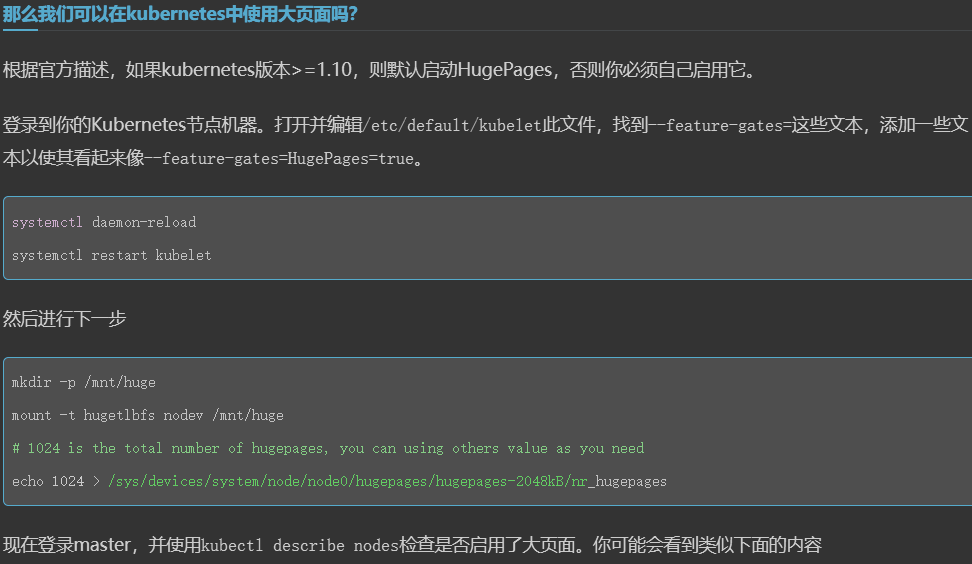 那么我们可以在kubernetes中使用大页面吗?
根据官方描述，如果kubernetes版本>=1.10，则默认启动HugePages，否则你必须自己启用它。
登录到你的Kubernetes节点机器。打开并编辑/etc/default/kubelet此文件，找到--feature-gates=这些文本，添加一些文
本以使其看起来像--feature-gates=HugePages=true。
systemctl daemon-reload
systemctl restart kubelet
然后进行下一步
mkdir -p /mnt/huge
mount -t hugetlbfs nodev /mnt/huge
# 1024 is the total number of hugepages, you can using others value as you need
echo 1024 > /sys/devices/system/node/node0/hugepages/hugepages-2048kB/nr_hugepages
现在登录master，并使用kubectl describe nodes检查是否启用了大页面。你可能会看到类似下面的内容